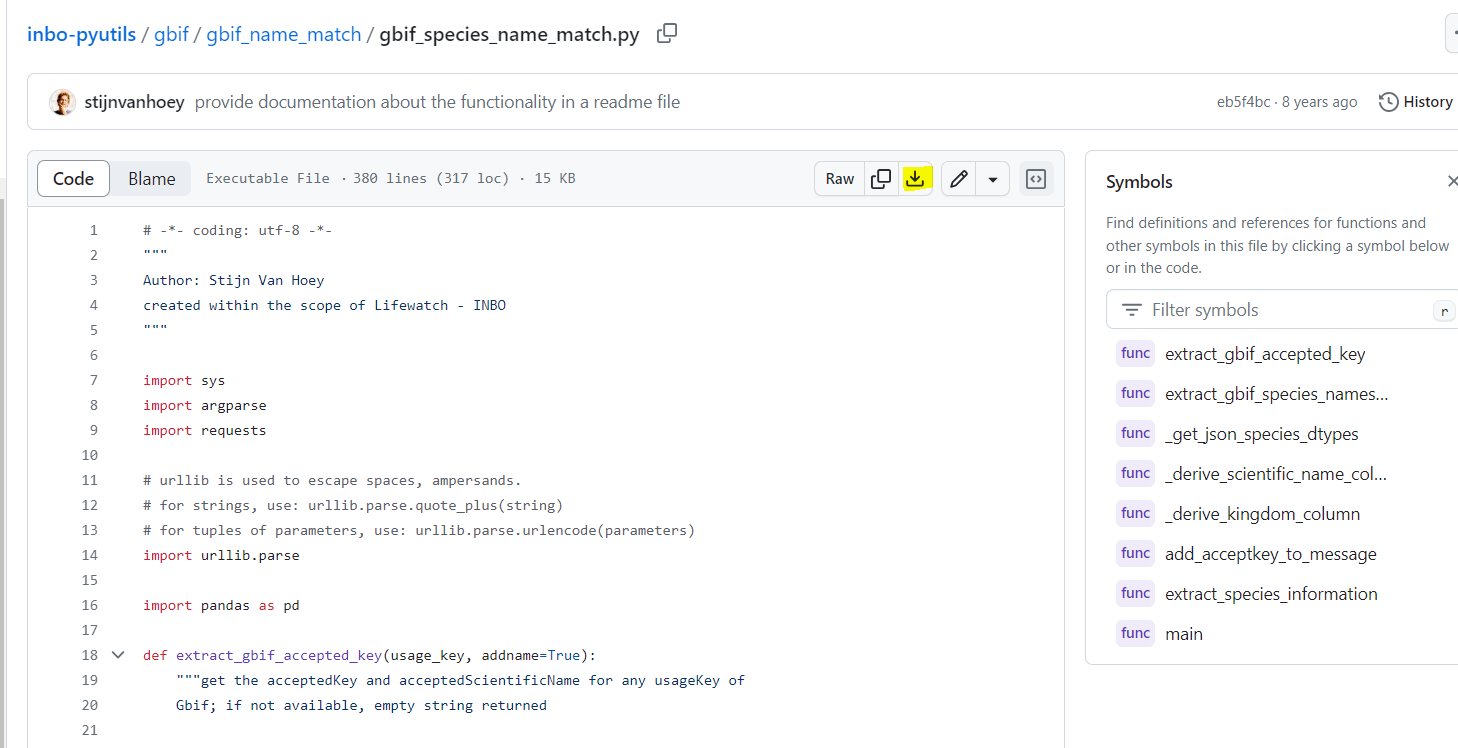 inbo-pyutils / gbif / gbif_name_match / gbif_species_name_match.py
stijnvanhoey provide documentation about the functionality in a readme file
eb5f4bc · 8 years ago History
Code Blame Executable File · 380 lines (317 loc) · 15 KB
Raw
1 # -*- coding: utf-8 -*-
2 """
3 Author: Stijn Van Hoey
4 created within the scope of Lifewatch - INBO
5 """
6
7 import sys
8 import argparse
9 import requests
10
11 # urllib is used to escape spaces, ampersands.
12 # for strings, use: urllib.parse.quote_plus(string)
13 # for tuples of parameters, use: urllib.parse.urlencode(parameters)
14 import urllib.parse
15
16 import pandas as pd
17
18 def extract_gbif_accepted_key(usage_key, addname=True):
19 """get the acceptedKey and acceptedScientificName for any usageKey of
20 Gbif; if not available, empty string returned
21
Symbols
Find definitions and references for functions and
other symbols in this file by clicking a symbol below
or in the code.
Filter symbols r
func extract_gbif_accepted_key
func extract_gbif_species_names...
func _get_json_species_dtypes
func _derive_scientific_name_col...
func _derive_kingdom_column
func add_acceptkey_to_message
func extract_species_information
func main